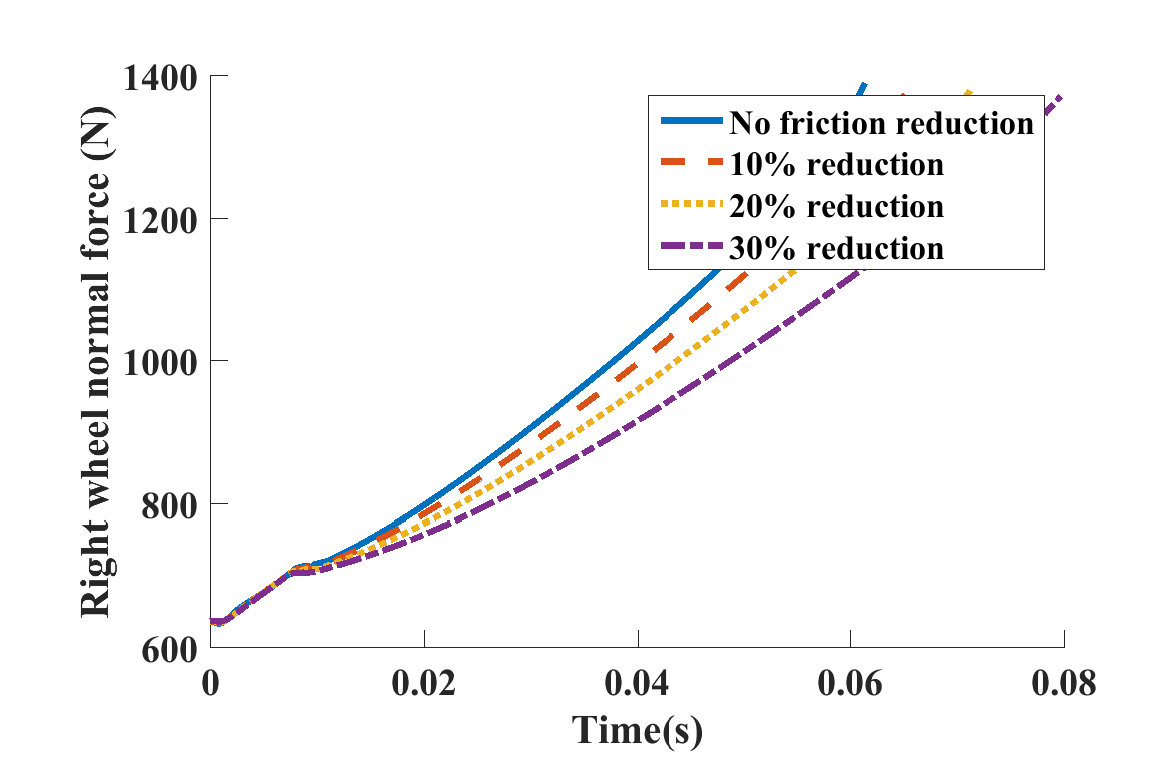 Right wheel normal force (N)
1400
1200
1000
800
600
No friction reduction
10% reduction
20% reduction
30% reduction
0
0.02
0.04
0.06
0.08
Time(s)